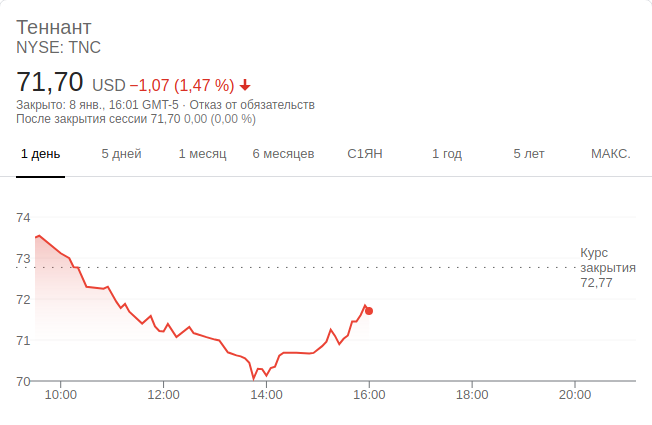 Теннант
NYSE: TNC
71,70 USD −1,07 (1,47 %)
Закрыто: 8 янв., 16:01 GMT-5 · Отказ от обязательств
После закрытия сессии 71,70 0,00 (0,00 %)
1 день 5 дней 1 месяц 6 месяцев С1ЯН 1 год 5 лет МАКС.
74
73
72
71
70
Курс
закрытия
72,77
10:00 12:00 14:00 16:00 18:00 20:00